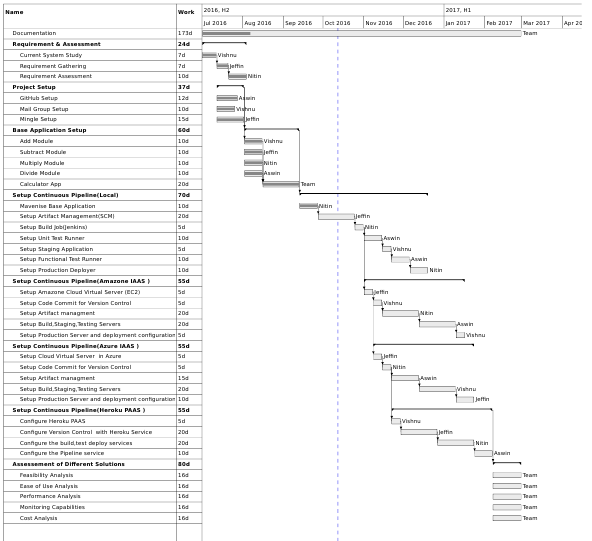 Name Work 2016, H2 2017, H1
Jul 2016 Aug 2016 Sep 2016 Oct 2016 Nov 2016 Dec 2016 Jan 2017 Feb 2017 Mar 2017 Apr 20
Documentation 173d Team
Requirement & Assessment 24d
Current System Study 7d Vishnu
Requirement Gathering 7d Jeffin
Requirement Assessment 10d Nitin
Project Setup 37d
GitHub Setup 12d Aswin
Mail Group Setup 10d Vishnu
Mingle Setup 15d Jeffin
Base Application Setup 60d
Add Module 10d Vishnu
Subtract Module 10d Jeffin
Multiply Module 10d Nitin
Divide Module 10d Aswin
Calculator App 20d Team
Setup Continuous Pipeline(Local) 70d
Mavenise Base Application 10d Nitin
Setup Artifact Management(SCM) 20d Jeffin
Setup Build Job(Jenkins) 5d Nitin
Setup Unit Test Runner 10d Aswin
Setup Staging Application 5d Vishnu
Setup Functional Test Runner 10d Aswin
Setup Production Deployer 10d Nitin
Setup Continuous Pipeline(Amazone IAAS ) 55d
Setup Amazone Cloud Virtual Server (EC2) 5d Jeffin
Setup Code Commit for Version Control 5d Vishnu
Setup Artifact managment 20d Nitin
Setup Build,Staging,Testing Servers 20d Aswin
Setup Production Server and deployment configuration 5d Vishnu
Setup Continuous Pipeline(Azure IAAS ) 55d
Setup Cloud Virtual Server in Azure 5d Jeffin
Setup Code Commit for Version Control 5d Nitin
Setup Artifact managment 15d Aswin
Setup Build,Staging,Testing Servers 20d Vishnu
Setup Production Server and deployment configuration 10d Jeffin
Setup Continuous Pipeline(Heroku PAAS ) 55d
Configure Heroku PAAS 5d Vishnu
Configure Version Control with Heroku Service 20d Jeffin
Configure the build,test deploy services 20d Nitin
Configure the Pipeline service 10d Aswin
Assessement of Different Solutions 80d
Feasibility Analysis 16d Team
Ease of Use Analysis 16d Team
Performance Analysis 16d Team
Monitoring Capabilities 16d Team
Cost Analysis 16d Team